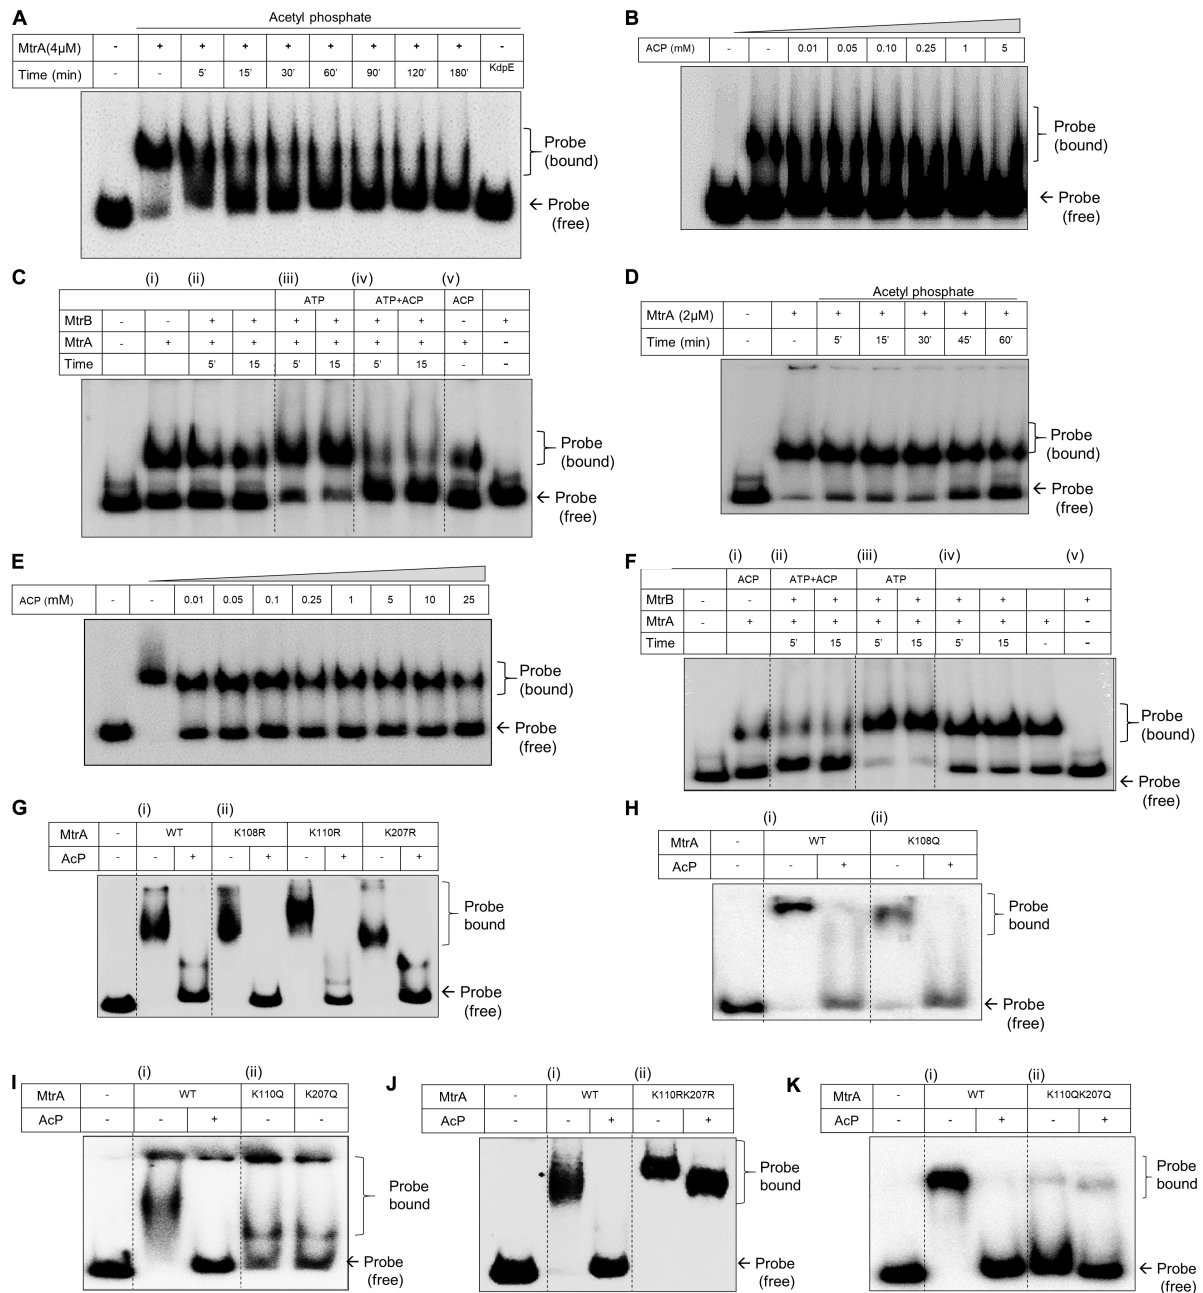 A
Acetyl phosphate
MtrA(4µM) - + + + + + + + + -
Time (min) - - 5' 15' 30' 60' 90' 120' 180' KdpE
Probe
(bound)
← Probe
(free)
B
ACP (mM) - - 0.01 0.05 0.10 0.25 1 5
Probe
(bound)
← Probe
(free)
C
(i) (ii) (iii) (iv) (v)
ATP ATP+ACP ACP
MtrB - - + + + + + + - +
MtrA - + + + + + + + + -
Time 5' 15 5' 15 5' 15 - -
Probe
(bound)
← Probe
(free)
D
Acetyl phosphate
MtrA (2µM) - + + + + + +
Time (min) - - 5' 15' 30' 45' 60'
Probe
(bound)
← Probe
(free)
E
ACP (mM) - - 0.01 0.05 0.1 0.25 1 5 10 25
Probe
(bound)
← Probe
(free)
F
(i) (ii) (iii) (iv) (v)
ACP ATP+ACP ATP
MtrB - - + + + + + + +
MtrA - + + + + + + + + -
Time 5' 15 5' 15 5' 15 - -
Probe
(bound)
← Probe
(free)
G
(i) (ii)
MtrA - WT K108R K110R K207R
AcP - - + - + - + - +
Probe
bound
← Probe
(free)
H
(i) (ii)
MtrA - WT K108Q
AcP - - + - +
Probe
bound
← Probe
(free)
I
(i) (ii)
MtrA - WT K110Q K207Q
AcP - - + - -
Probe
bound
← Probe
(free)
J
(i) (ii)
MtrA - WT K110RK207R
AcP - - + - +
Probe
bound
← Probe
(free)
K
(i) (ii)
MtrA - WT K110QK207Q
AcP - - + - +
Probe
bound
← Probe
(free)